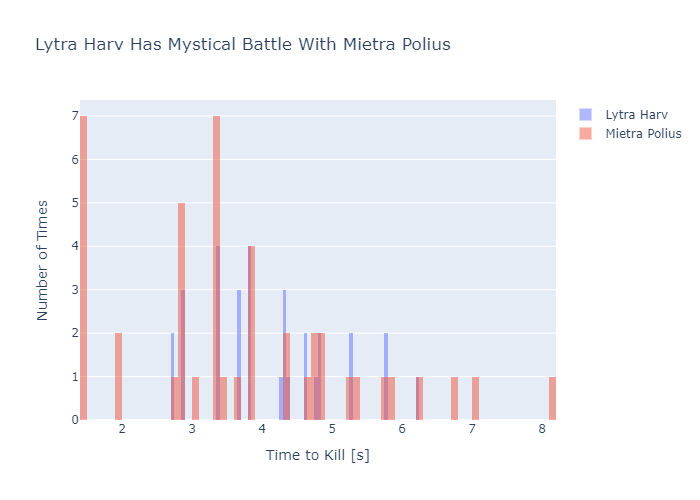 Lytra Harv Has Mystical Battle With Mietra Polius
Lytra Harv
Mietra Polius
7
6
5
4
3
2
1
0
Number of Times
2 3 4 5 6 7 8
Time to Kill [s]